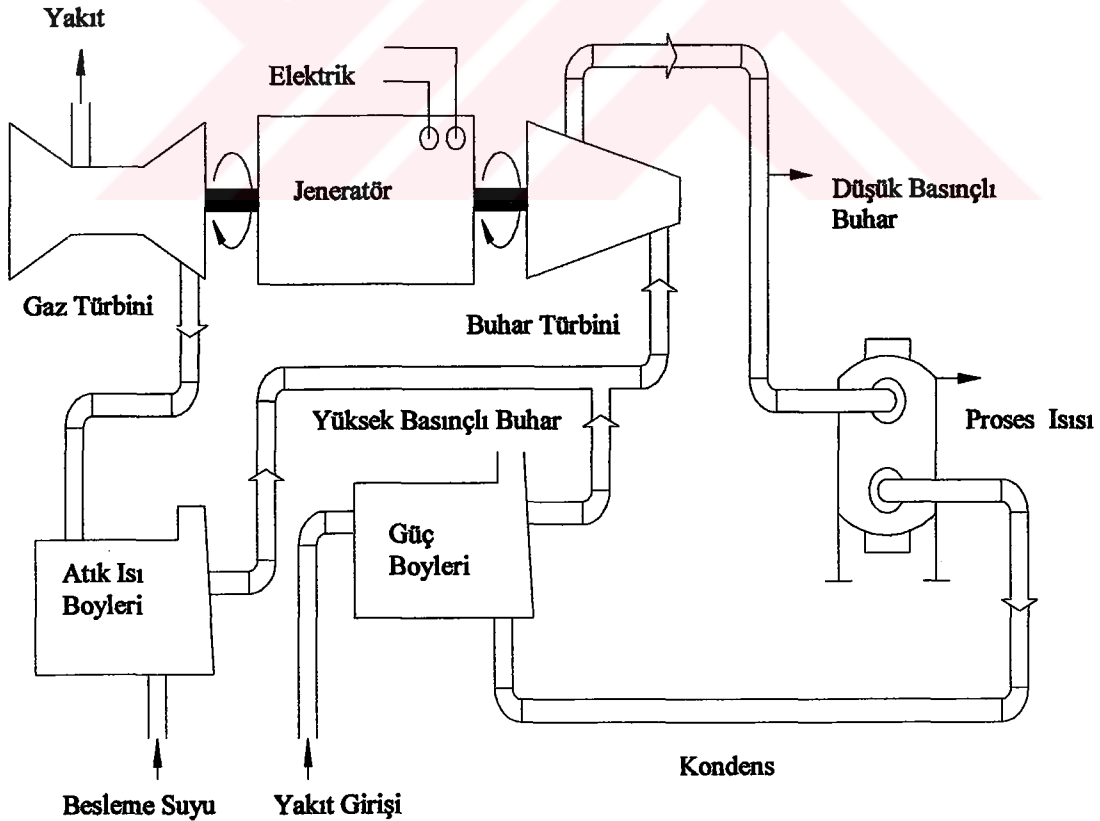 Yakıt
Elektrik
Jeneratör
Düşük Basınçlı
Buhar
Gaz Türbini
Buhar Türbini
Yüksek Basınçlı Buhar
Proses Isısı
Güç
Boyleri
Atık Isı
Boyleri
Kondens
Besleme Suyu
Yakıt Girişi